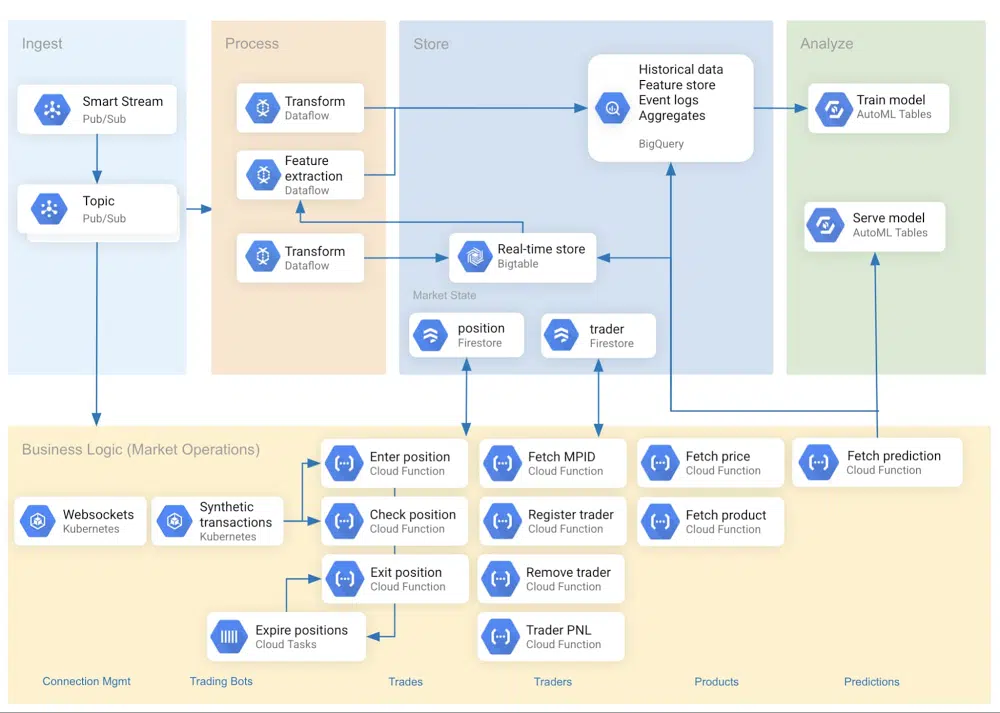 Ingest
Smart Stream
Pub/Sub
Topic
Pub/Sub
Process
Transform
Dataflow
Feature
extraction
Dataflow
Transform
Dataflow
Store
Historical data
Feature store
Event logs
Aggregates
BigQuery
Real-time store
Bigtable
Market State
position
Firestore
trader
Firestore
Analyze
Train model
AutoML Tables
Serve model
AutoML Tables
Business Logic (Market Operations)
Websockets
Kubernetes
Synthetic
transactions
Kubernetes
Enter position
Cloud Function
Check position
Cloud Function
Exit position
Cloud Function
Expire positions
Cloud Tasks
Fetch MPID
Cloud Function
Register trader
Cloud Function
Remove trader
Cloud Function
Trader PNL
Cloud Function
Fetch price
Cloud Function
Fetch product
Cloud Function
Fetch prediction
Cloud Function
Connection Mgmt
Trading Bots
Trades
Traders
Products
Predictions